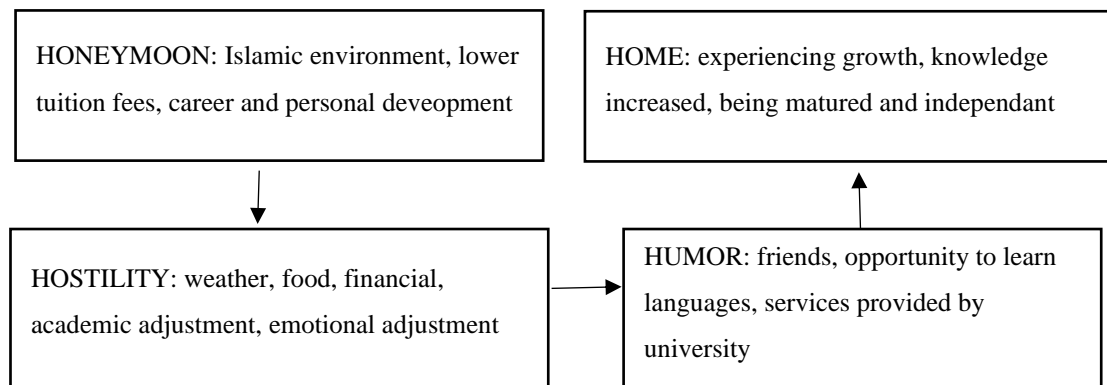 HONEYMOON: Islamic environment, lower
tuition fees, career and personal deveopment
HOSTILITY: weather, food, financial,
academic adjustment, emotional adjustment
HUMOR: friends, opportunity to learn
languages, services provided by
university
HOME: experiencing growth, knowledge
increased, being matured and independant